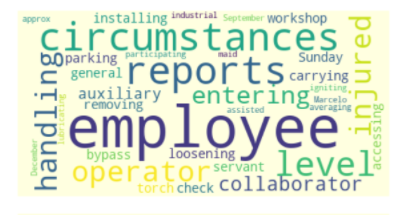 approx installing industrial September workshop
circumstances
parking participating maid Sunday
general reports carrying
handling auxiliary entering injured
removing assisted igniting Marcelo averaging
employee
lubricating accessing
December bypass loosening servant level
operator
torch check collaborator